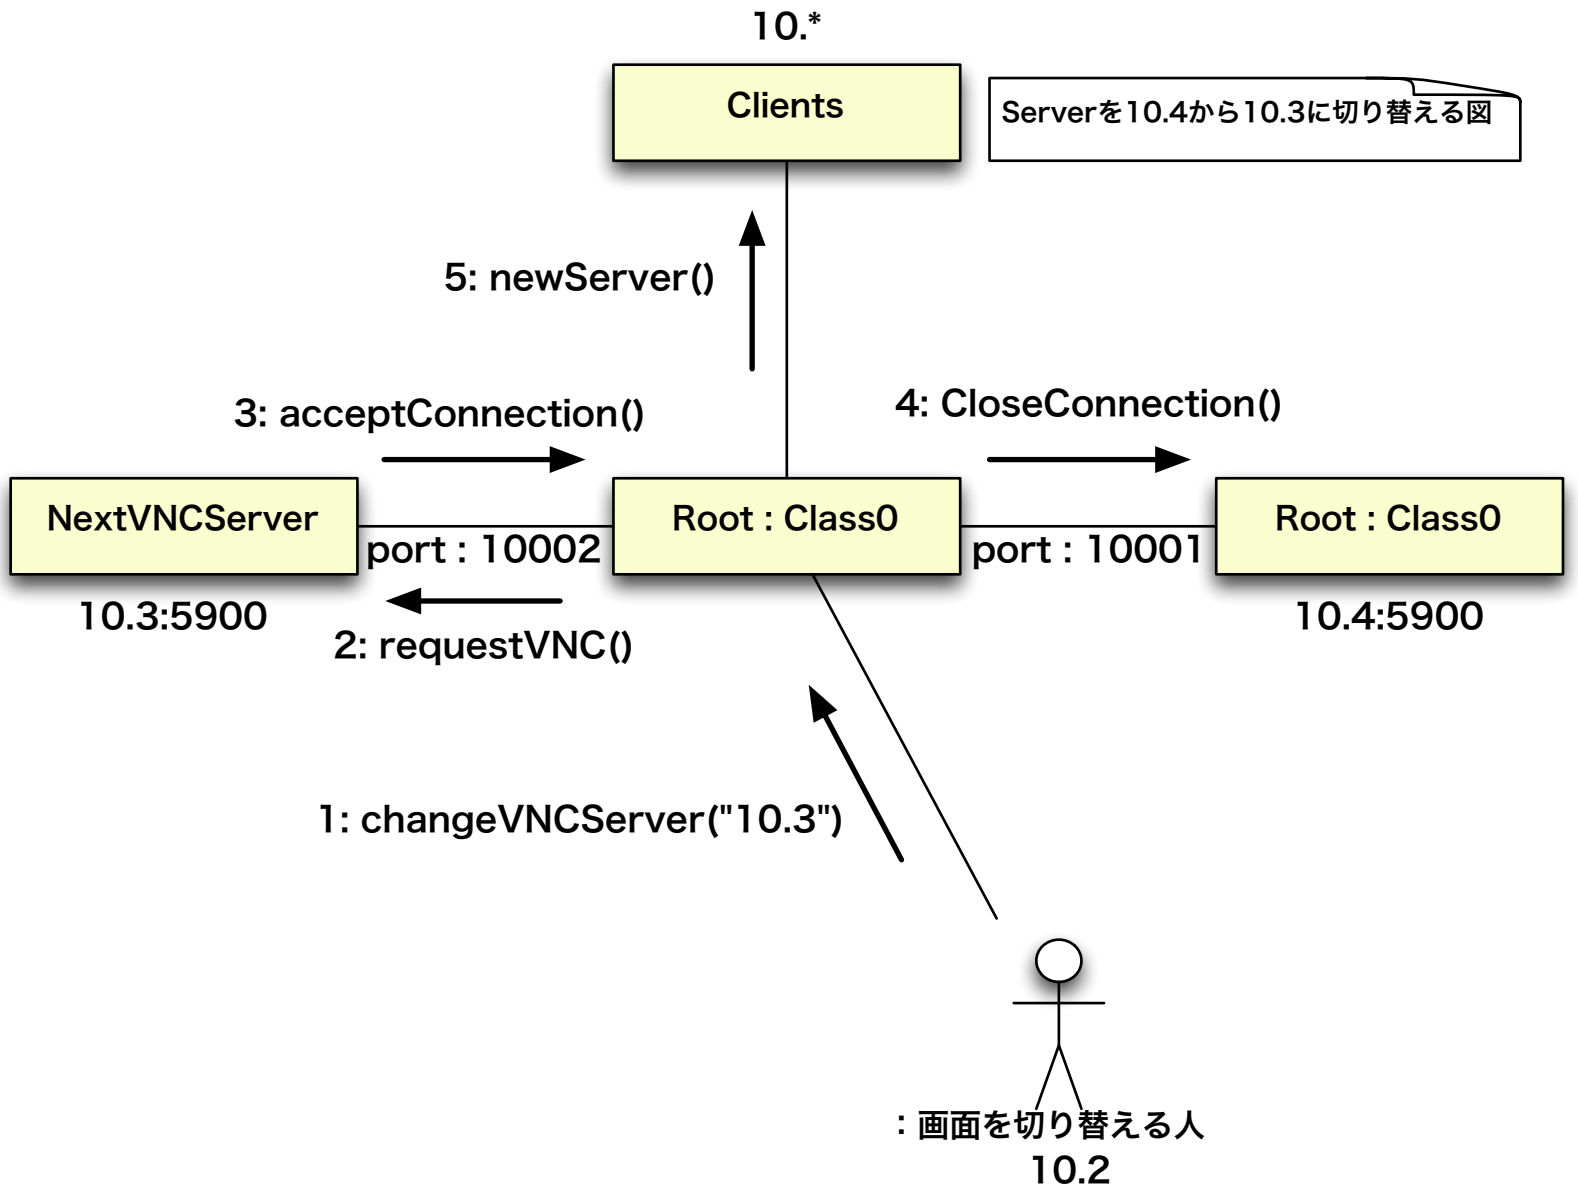 10.*
Clients
Serverを10.4から10.3に切り替える図
5: newServer()
3: acceptConnection()
4: CloseConnection()
NextVNCServer
Root : Class0
Root : Class0
port : 10002
port : 10001
10.3:5900
10.4:5900
2: requestVNC()
1: changeVNCServer("10.3")
: 画面を切り替える人
10.2